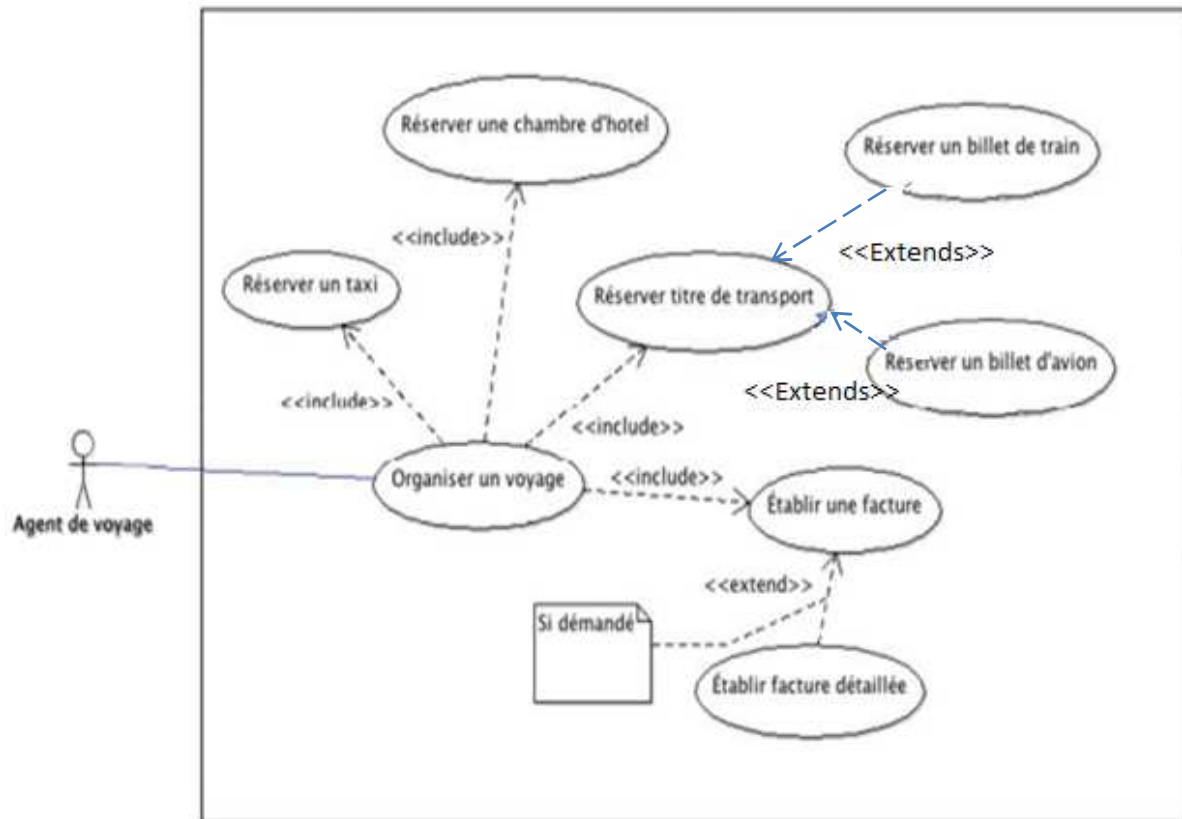 Réserver une chambre d'hotel
Réserver un billet de train
<<include>>
<<Extends>>
Réserver un taxi
Réserver titre de transport
Reserver un billet d'avion
<<Extends>>
<<include>>
<<include>>
Organiser un voyage
<<include>>
Établir une facture
Agent de voyage
<<extend>>
Si démandé
Établir facture détaillée